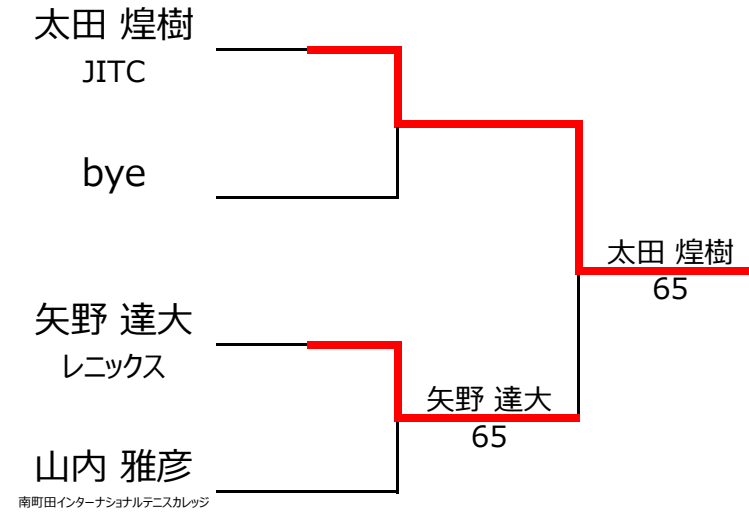 太田 煌樹
JITC
bye
太田 煌樹
65
矢野 達大
レニックス
矢野 達大
65
山内 雅彦
南町田インターナショナルテニスカレッジ